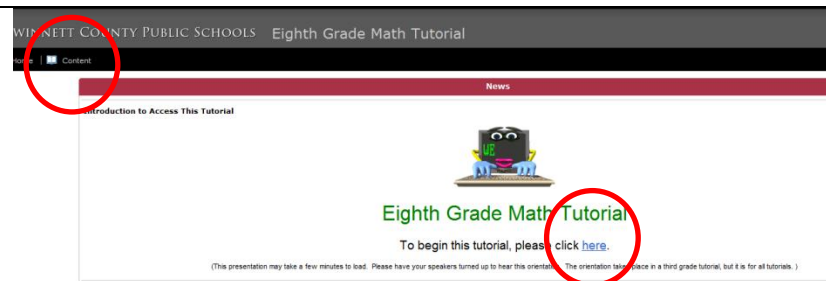 WINNETT COUNTY PUBLIC SCHOOLS Eighth Grade Math Tutorial
Home | Content
News
Introduction to Access This Tutorial
Eighth Grade Math Tutorial
To begin this tutorial, please click here.
(This presentation may take a few minutes to load. Please have your speakers turned up to hear this orientation. The orientation takes place in a third grade tutorial, but it is for all tutorials. )